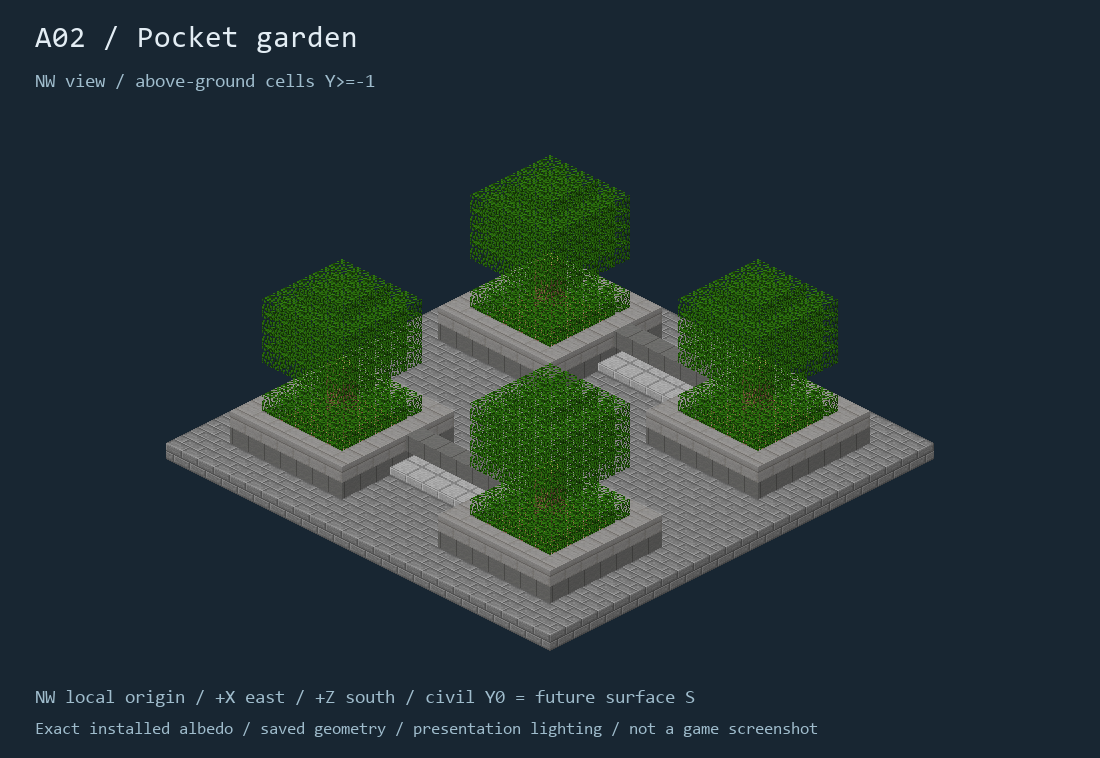 A02 / Pocket garden
NW view / above-ground cells Y>=-1
NW local origin / +X east / +Z south / civil Y0 = future surface S
Exact installed albedo / saved geometry / presentation lighting / not a game screenshot